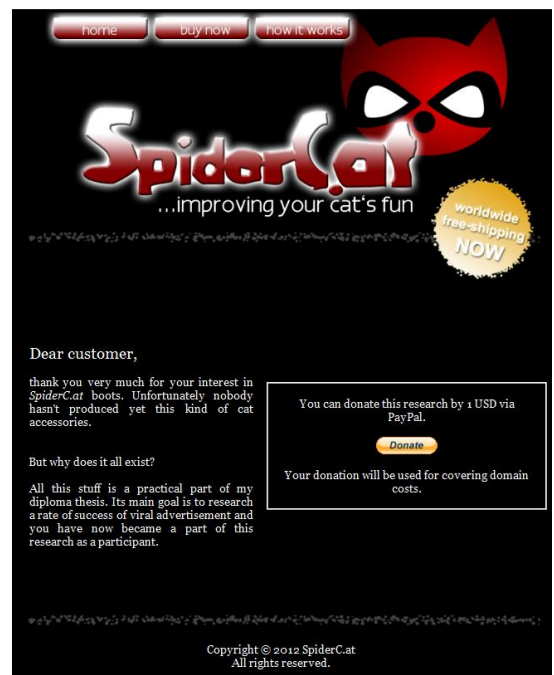 home buy now how it works
SpiderC.at
...improving your cat's fun
worldwide
free-shipping
NOW
Dear customer,
thank you very much for your interest in
SpiderC.at boots. Unfortunately nobody
hasn't produced yet this kind of cat
accessories.
But why does it all exist?
All this stuff is a practical part of my
diploma thesis. Its main goal is to research
a rate of success of viral advertisement and
you have now became a part of this
research as a participant.
You can donate this research by 1 USD via
PayPal.
Donate
Your donation will be used for covering domain
costs.
Copyright © 2012 SpiderC.at
All rights reserved.